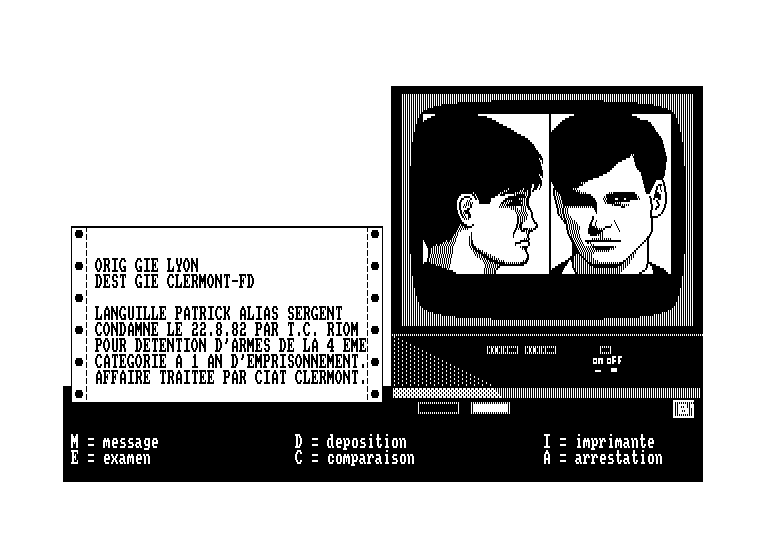 ORIG GIE LYON
DEST GIE CLERMONT-FD
LANGUILLE PATRICK ALIAS SERGENT
CONDAMNE LE 22.8.82 PAR T.C. RIOM
POUR DETENTION D'ARMES DE LA 4 EME
CATEGORIE A 1 AN D'EMPRISONNEMENT.
AFFAIRE TRAITEE PAR CIAT CLERMONT.
on off
M = message D = deposition I = imprimante
E = examen C = comparaison A = arrestation